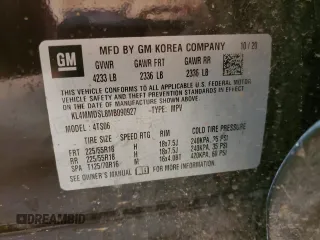 GM
MFD BY GM KOREA COMPANY 10 / 20
GVWR GAWR FRT GAWR RR
4233 LB 2336 LB 2336 LB
THIS VEHICLE CONFORMS TO ALL APPLICABLE U.S. FEDERAL
MOTOR VEHICLE SAFETY, BUMPER, AND THEFT PREVENTION STANDARDS IN EFFECT
ON THE DATE OF MANUFACTURE SHOWN ABOVE.
TYPE: MPV
MODEL: 4TS06
TIRE SIZE SPEED RTG RIM COLD TIRE PRESSURE
FRT 225/55R18 H 18x7.5J 240KPA, 35 PSI
RR 225/55R18 H 18x7.5J 240KPA, 35 PSI
SPA T125/70R16 M 16x4.00T 420KPA, 60 PSI
SEE OWNER'S MANUAL FOR ADDITIONAL INFORMATION.
DREAMBID